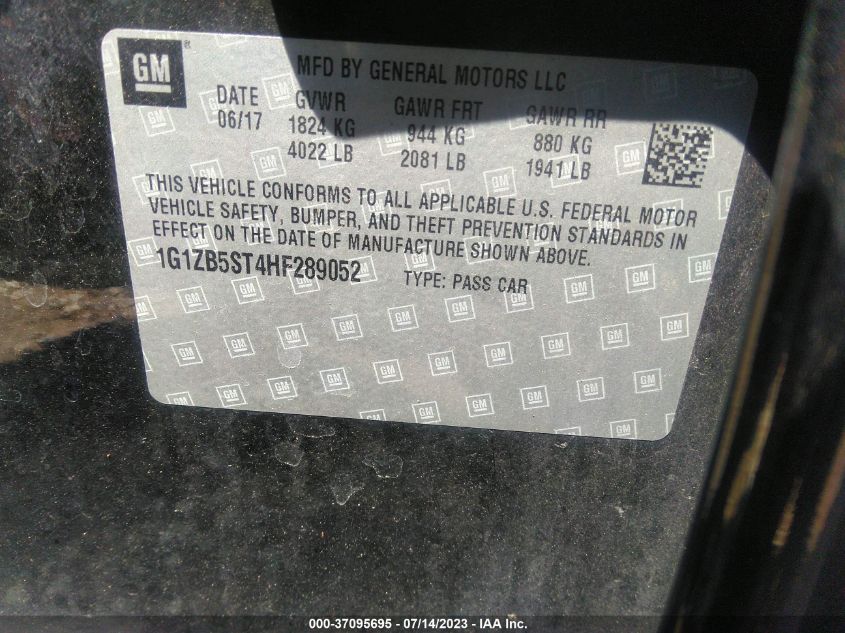 GM ®
MFD BY GENERAL MOTORS LLC
DATE GVWR GAWR FRT GAWR RR
06/17 1824 KG 944 KG 880 KG
4022 LB 2081 LB 1941 LB
THIS VEHICLE CONFORMS TO ALL APPLICABLE U.S. FEDERAL MOTOR
VEHICLE SAFETY, BUMPER, AND THEFT PREVENTION STANDARDS IN
EFFECT ON THE DATE OF MANUFACTURE SHOWN ABOVE.
1G1ZB5ST4HF289052 TYPE: PASS CAR
000-37095695 - 07/14/2023 - IAA Inc.